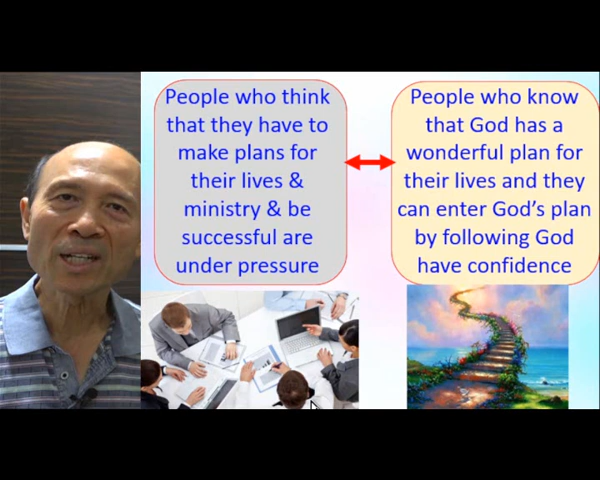 People who think
that they have to
make plans for
their lives &
ministry & be
successful are
under pressure
People who know
that God has a
wonderful plan for
their lives and they
can enter God's plan
by following God
have confidence